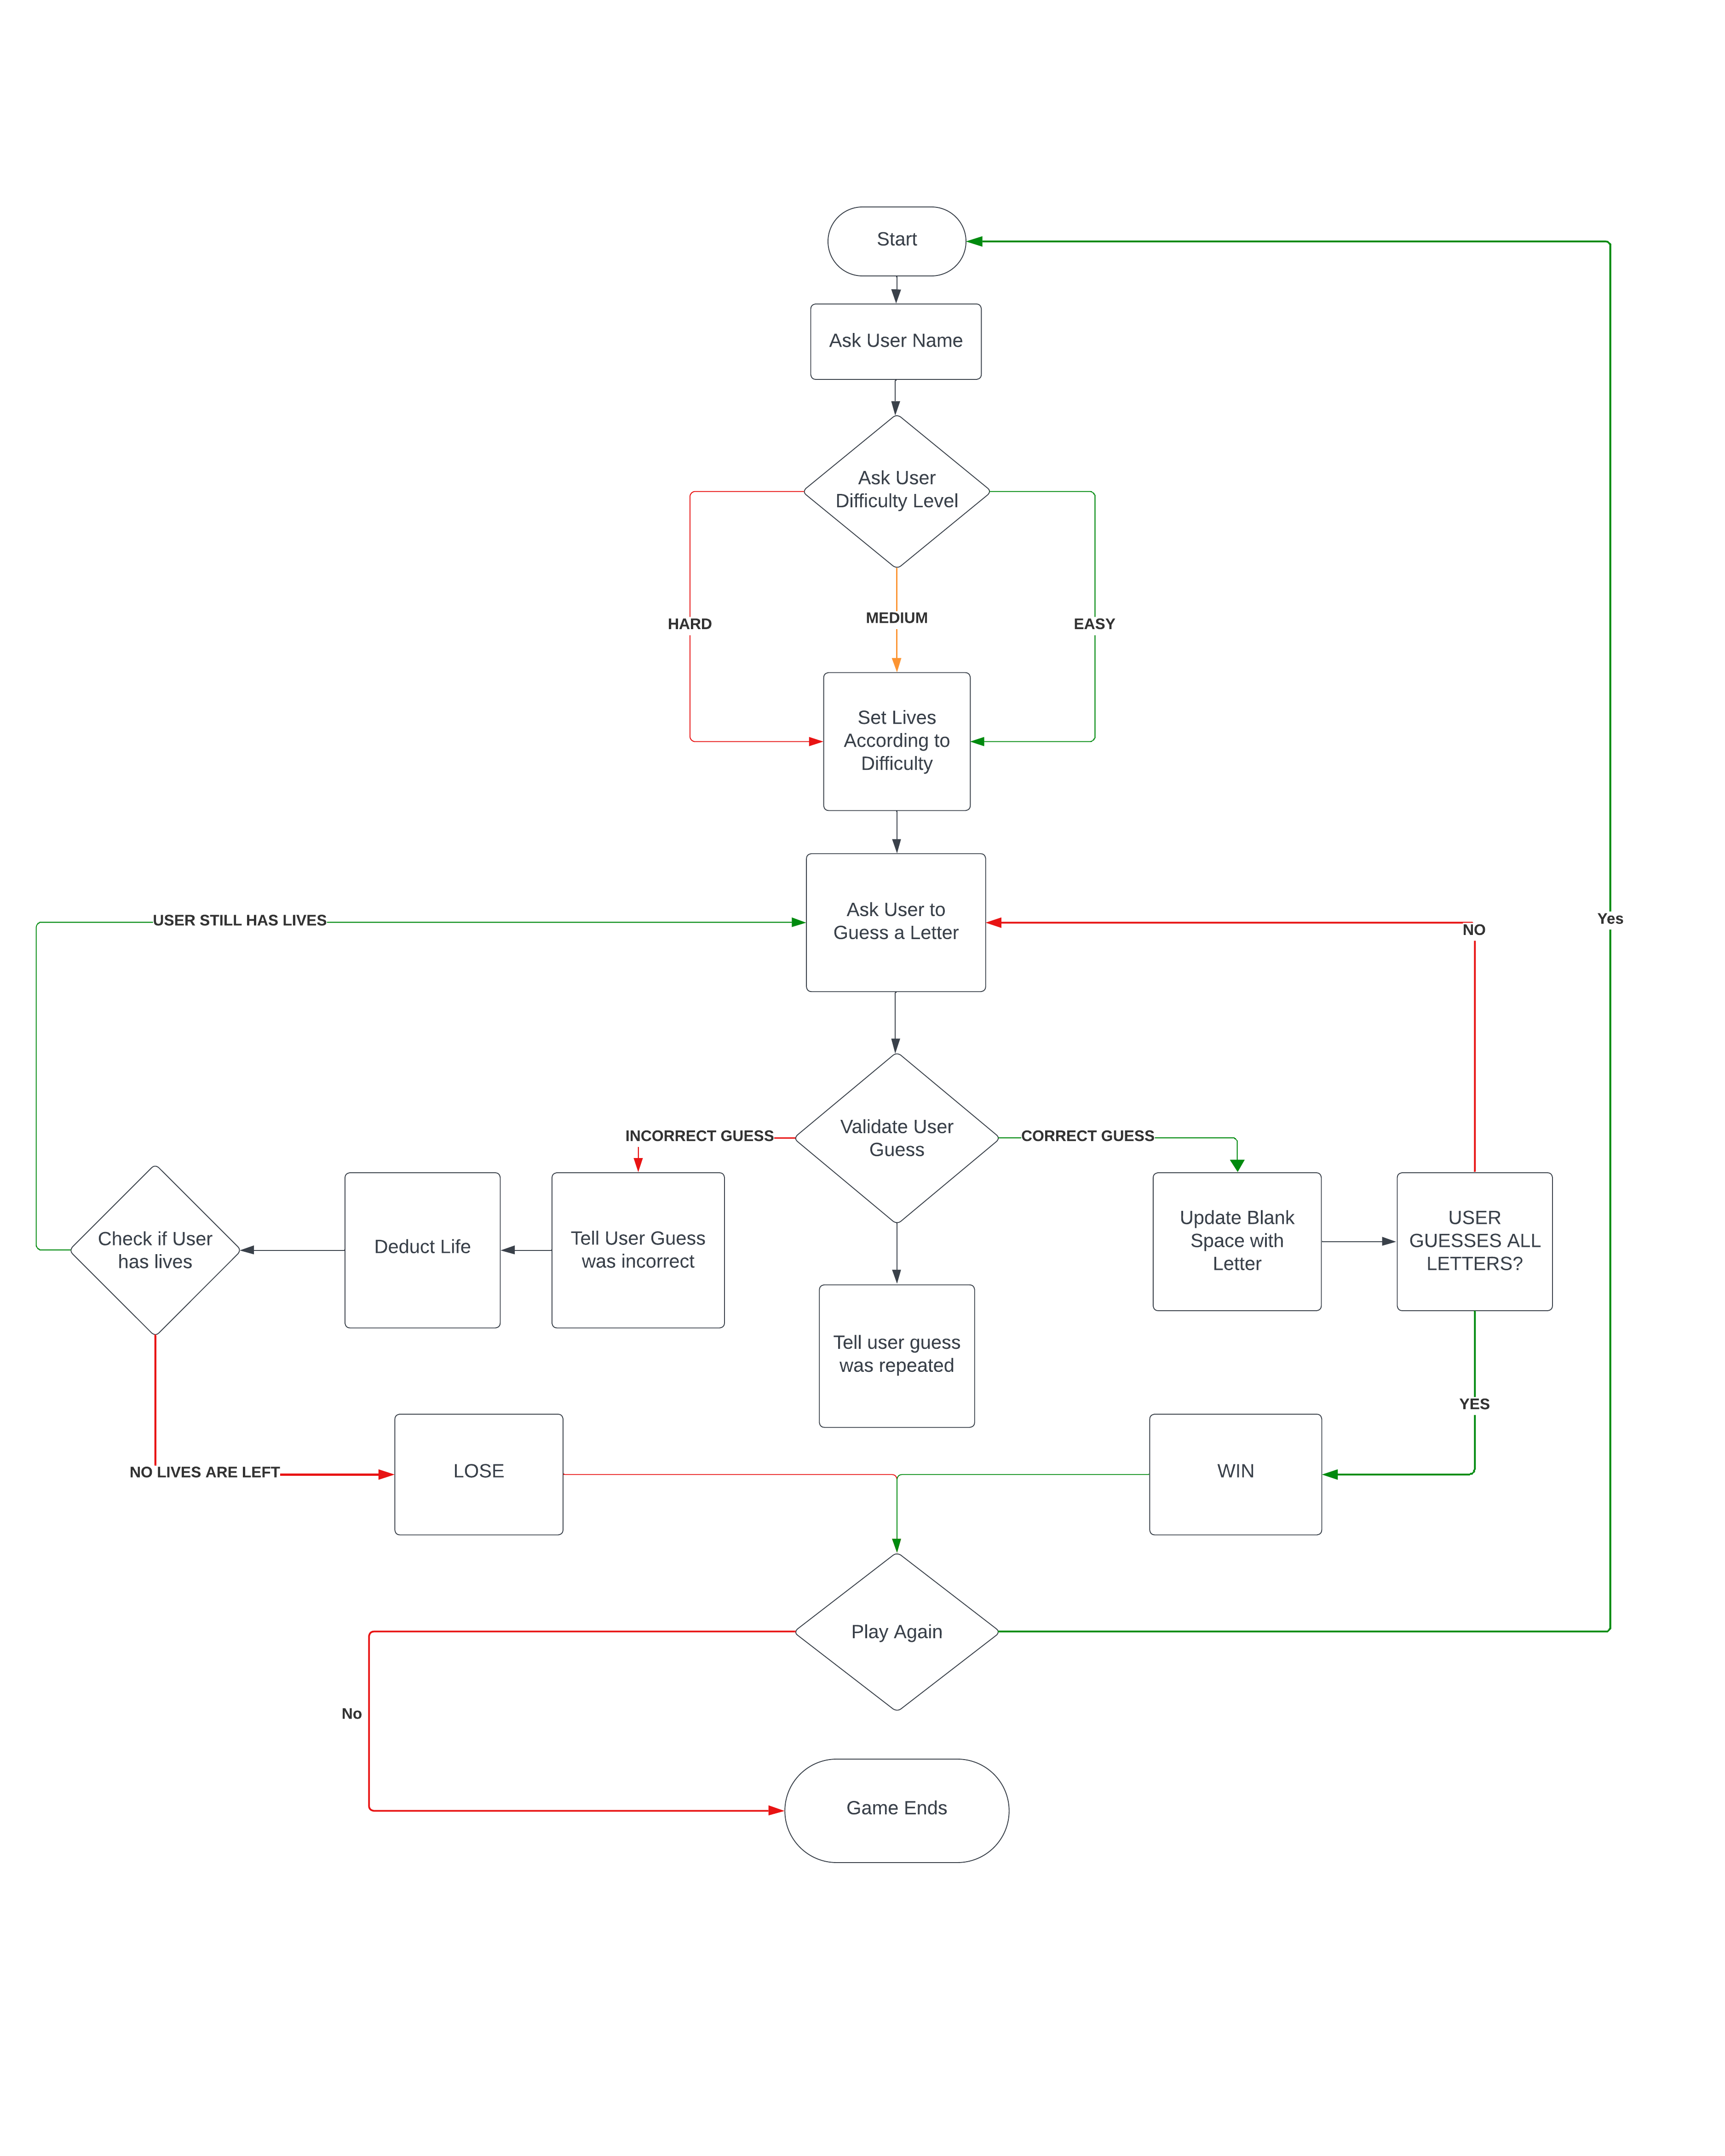 Start
Ask User Name
Ask User
Difficulty Level
HARD
MEDIUM
EASY
Set Lives
According to
Difficulty
USER STILL HAS LIVES
Ask User to
Guess a Letter
NO
Yes
INCORRECT GUESS
Validate User
Guess
CORRECT GUESS
Check if User
has lives
Deduct Life
Tell User Guess
was incorrect
Update Blank
Space with
Letter
USER
GUESSES ALL
LETTERS?
Tell user guess
was repeated
YES
NO LIVES ARE LEFT
LOSE
WIN
Play Again
No
Game Ends